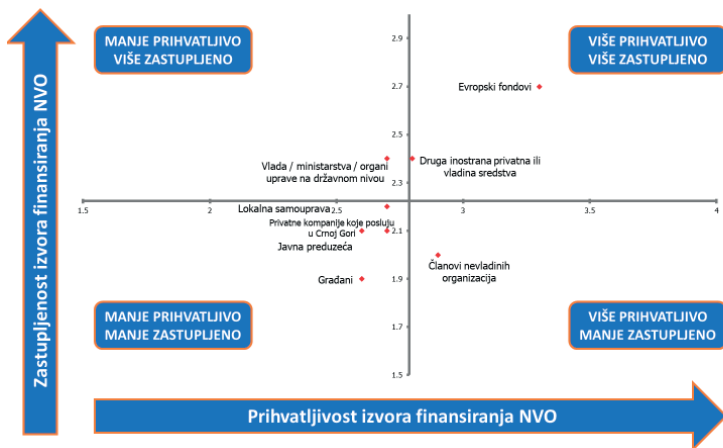 Zastupljenost izvora finansiranja NVO
MANJE PRIHVATLJIVO
VIŠE ZASTUPLJENO
VIŠE PRIHVATLJIVO
VIŠE ZASTUPLJENO
2.9
2.7
2.5
2.3
2.1
1.9
1.7
1.5
Evropski fondovi
Vlada / ministarstva / organi
uprave na državnom nivou
Druga inostrana privatna ili
vladina sredstva
1.5
2
2.5
3
3.5
4
Lokalna samouprava
Privatne kompanije koje posluju
u Crnoj Gori
Javna preduzeća
Građani
Članovi nevladinih
organizacija
MANJE PRIHVATLJIVO
MANJE ZASTUPLJENO
VIŠE PRIHVATLJIVO
MANJE ZASTUPLJENO
Prihvatljivost izvora finansiranja NVO